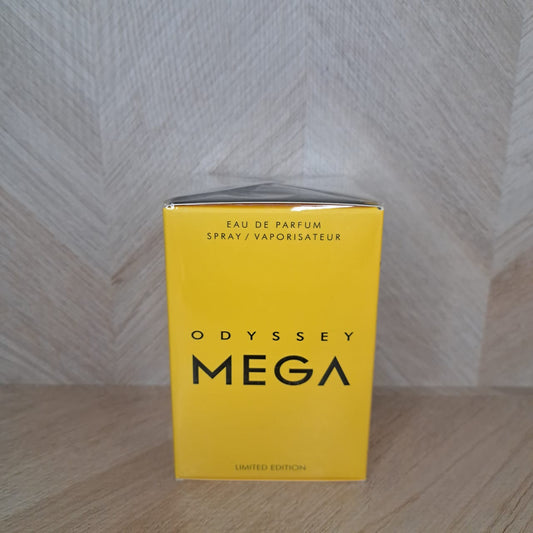 EAU DE PARFUM
SPRAY / VAPORISATEUR
ODYSSEY
MEGA
LIMITED EDITION